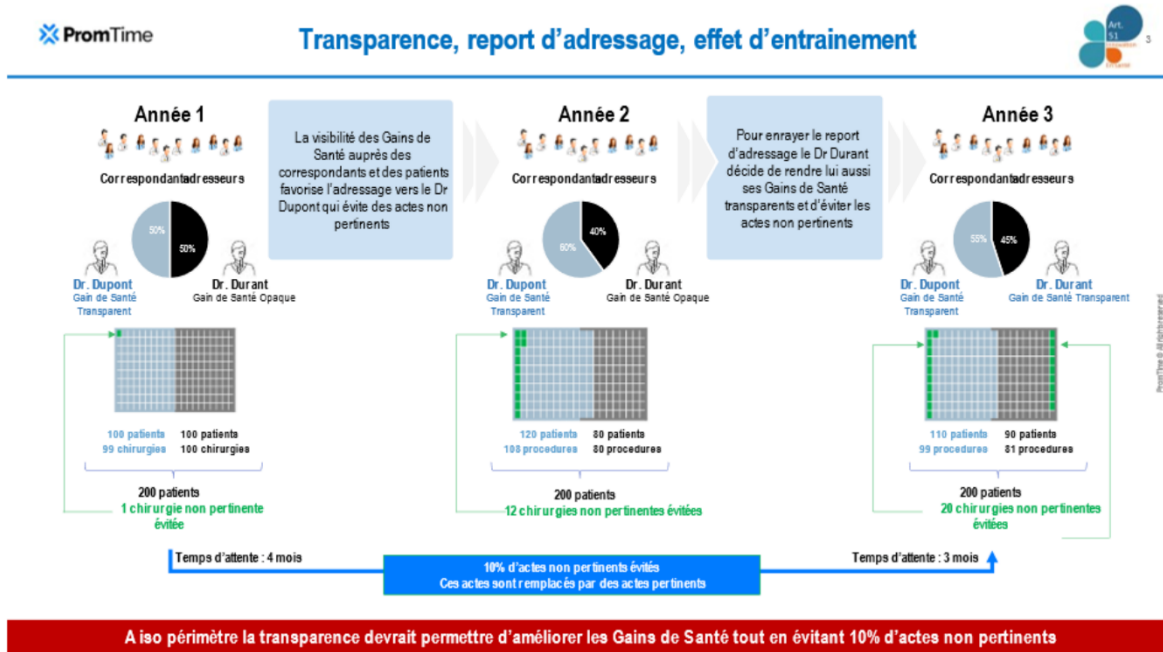 PromTime
Transparence, report d'adressage, effet d'entrainement
Art.
51
3
Année 1
Correspondantadresseurs
50%
50%
Dr. Dupont
Gain de Santé
Transparent
Dr. Durant
Gain de Santé Opaque
100 patients
99 chirurgies
100 patients
100 chirurgies
200 patients
1 chirurgie non pertinente
évitée
La visibilité des Gains de
Santé auprès des
correspondants et des patients
favorise l'adressage vers le Dr
Dupont qui évite des actes non
pertinents
Année 2
Correspondantadresseurs
60%
40%
Dr. Dupont
Gain de Santé
Transparent
Dr. Durant
Gain de Santé Opaque
120 patients
108 procedures
80 patients
80 procedures
200 patients
12 chirurgies non pertinentes évitées
Pour enrayer le report
d'adressage le Dr Durant
décide de rendre lui aussi
ses Gains de Santé
transparents et d'éviter les
actes non pertinents
Année 3
Correspondantadresseurs
55%
45%
Dr. Dupont
Gain de Santé
Transparent
Dr. Durant
Gain de Santé Transparent
110 patients
99 procedures
90 patients
81 procedures
200 patients
20 chirurgies non pertinentes
évitées
Temps d'attente : 4 mois
10% d'actes non pertinents évités
Ces actes sont remplacés par des actes pertinents
Temps d'attente : 3 mois
PromTime © All rights reserved
A iso périmètre la transparence devrait permettre d'améliorer les Gains de Santé tout en évitant 10% d'actes non pertinents